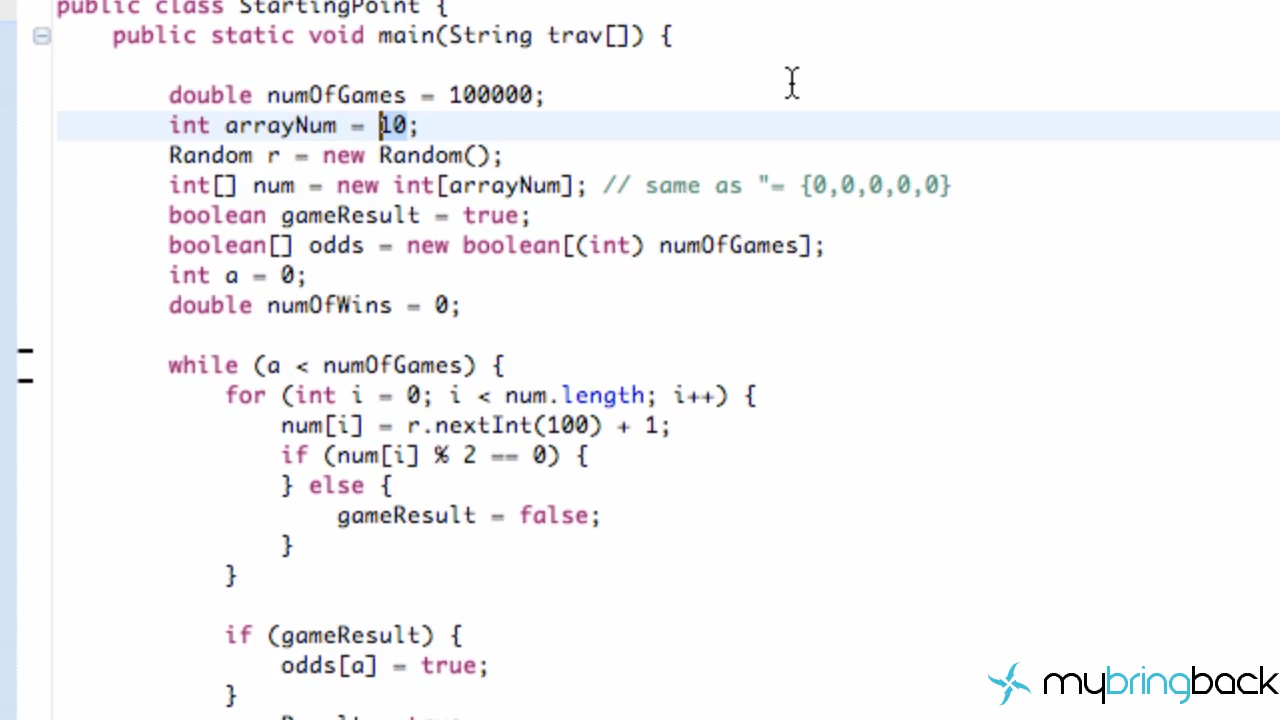 public class StartingPoint {
public static void main(String trav[]) {
double numOfGames = 100000;
int arrayNum = 10;
Random r = new Random();
int[] num = new int[arrayNum]; // same as "= {0,0,0,0,0}
boolean gameResult = true;
boolean[] odds = new boolean[(int) numOfGames];
int a = 0;
double numOfWins = 0;
while (a < numOfGames) {
for (int i = 0; i < num.length; i++) {
num[i] = r.nextInt(100) + 1;
if (num[i] % 2 == 0) {
} else {
gameResult = false;
}
}
if (gameResult) {
odds[a] = true;
}
mybringback